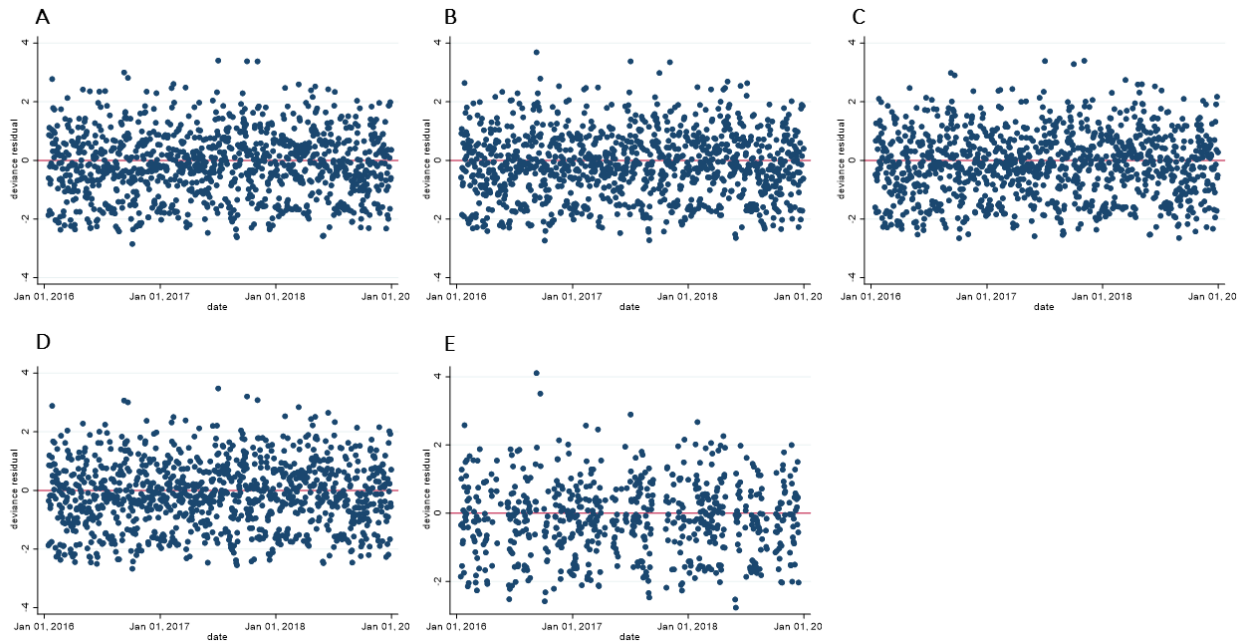 A
B
C
4
2
0
-2
-4
deviance residual
Jan 01, 2016
Jan 01, 2017
Jan 01, 2018
Jan 01, 20
date
4
2
0
-2
-4
deviance residual
Jan 01, 2016
Jan 01, 2017
Jan 01, 2018
Jan 01, 20
date
4
2
0
-2
-4
deviance residual
Jan 01, 2016
Jan 01, 2017
Jan 01, 2018
Jan 01, 20
date
D
E
4
2
0
-2
-4
deviance residual
Jan 01, 2016
Jan 01, 2017
Jan 01, 2018
Jan 01, 20
date
4
2
0
-2
deviance residual
Jan 01, 2016
Jan 01, 2017
Jan 01, 2018
Jan 01, 20
date